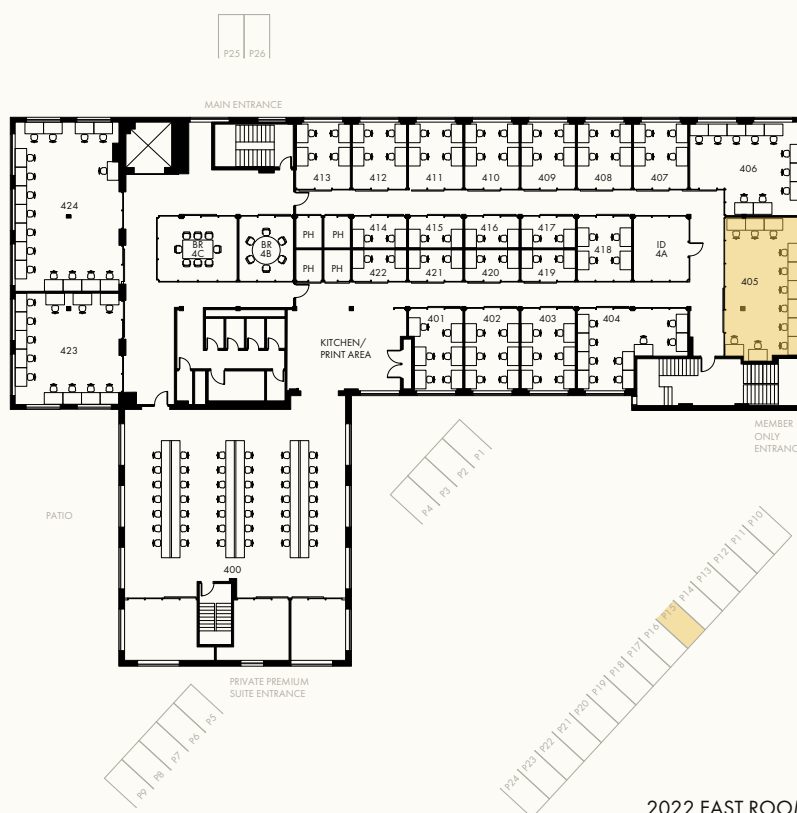 P25 P26
MAIN ENTRANCE
413 412 411 410 409 408 407
406
424
PH PH 414 415 416 417
BR
4C
BR
4B
418
ID
4A
PH PH 422 421 420 419
405
401 402 403 404
423
KITCHEN/
PRINT AREA
MEMBER
ONLY
P4 P3 P2 P1
PATIO
400
P24 P23 P22 P21 P20 P19 P18 P17 P16 P15 P14 P13 P12 P11 P10
PRIVATE PREMIUM
SUITE ENTRANCE
P9 P8 P7 P6 P5
2022 EAST